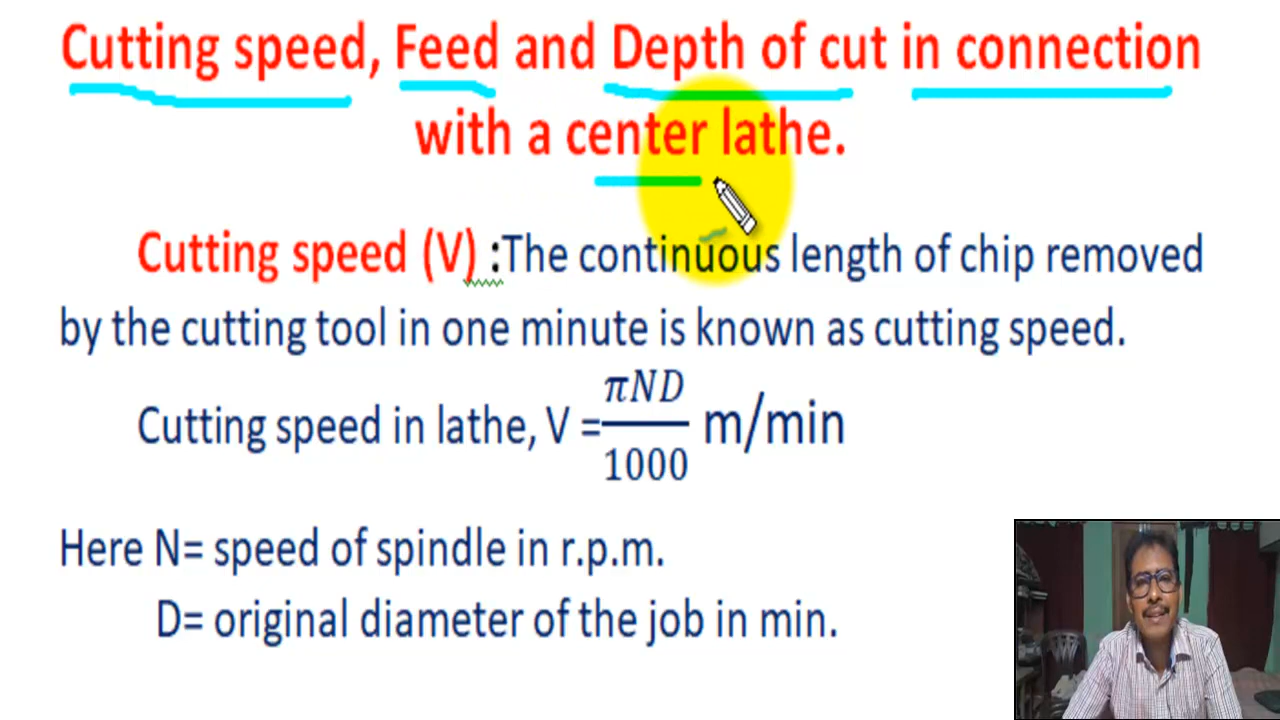 Cutting speed, Feed and Depth of cut in connection
with a center lathe.
Cutting speed (V) :The continuous length of chip removed
by the cutting tool in one minute is known as cutting speed.
Cutting speed in lathe, V = πND/1000 m/min
Here N= speed of spindle in r.p.m.
D= original diameter of the job in min.